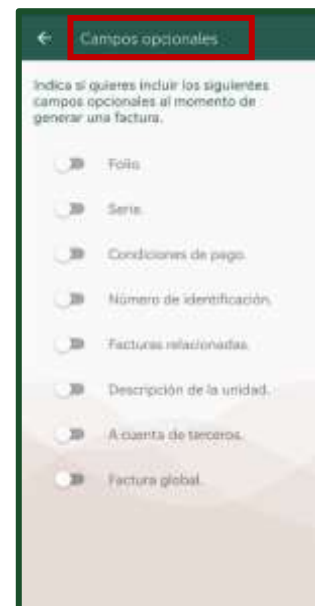 Campos opcionales
Indica si quieres incluir los siguientes
campos opcionales al momento de
generar una factura.
Folio.
Serie.
Condiciones de pago.
Número de identificación.
Facturas relacionadas.
Descripción de la unidad.
A cuenta de terceros.
Factura global.